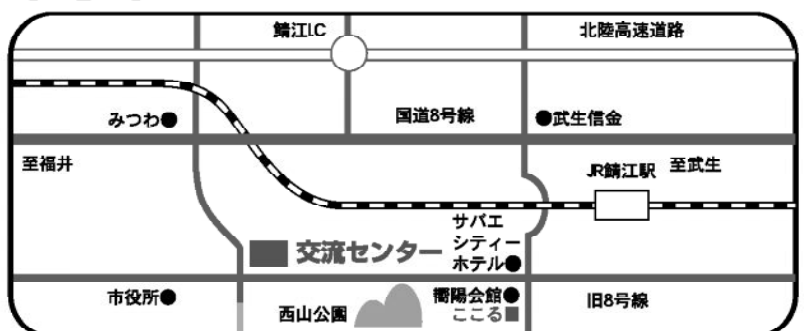 鯖江I.C
北陸高速道路
みつわ●
国道8号線
●武生信金
至福井
JR鯖江駅
至武生
サバエ
シティー
ホテル●
■交流センター
市役所●
西山公園
嚮陽会館●
こころ■
旧8号線